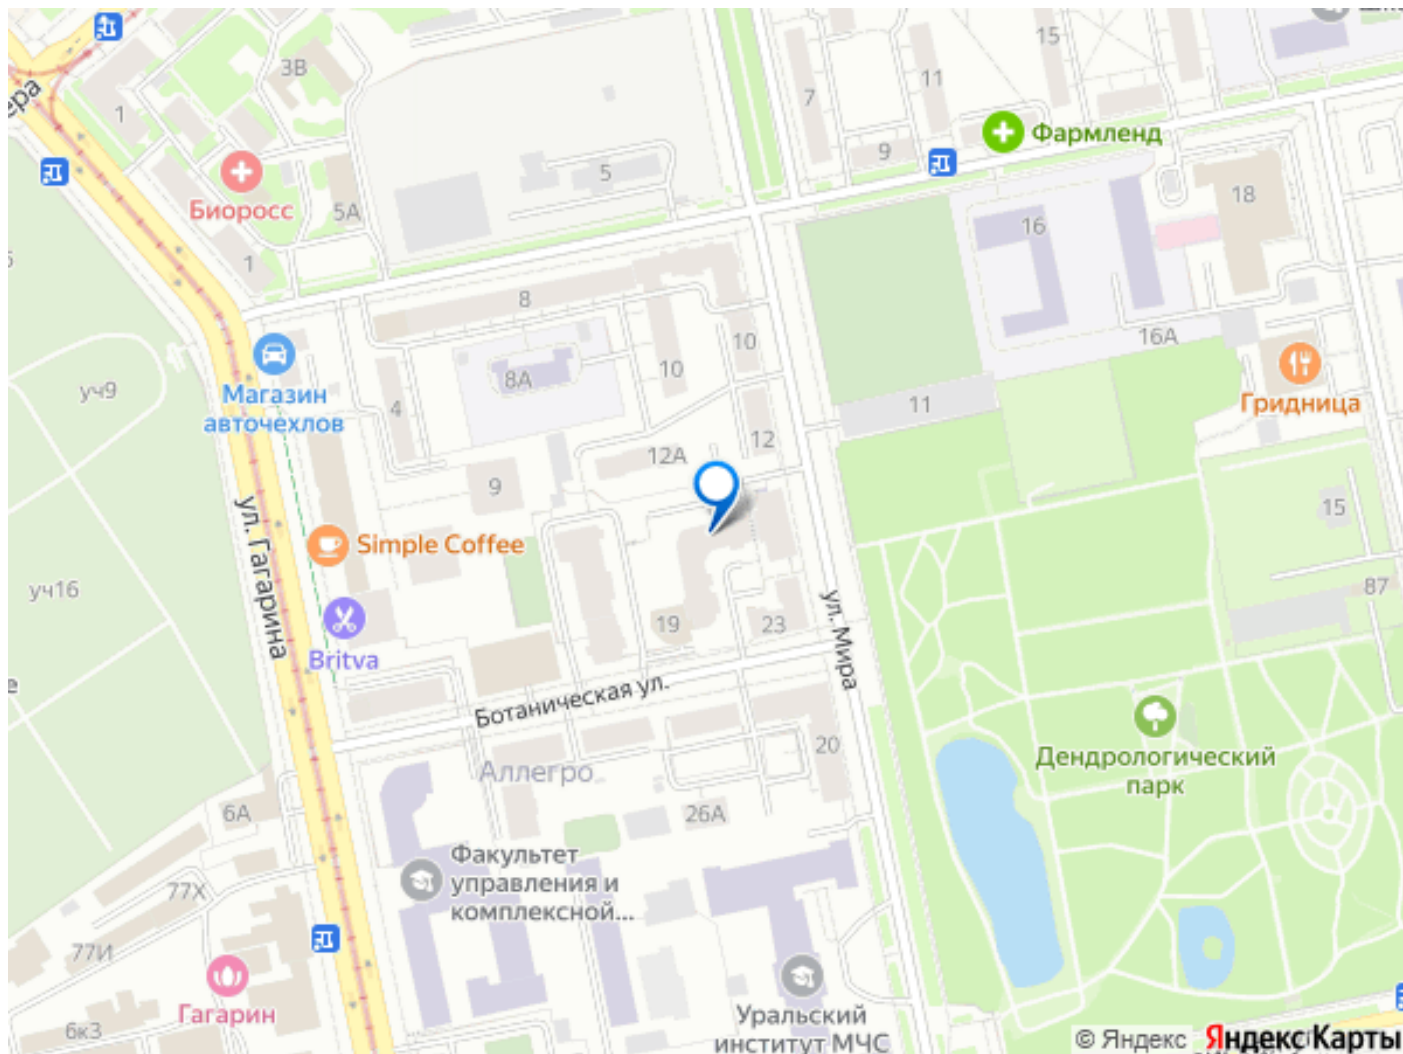 3В
15
1
7
11
Фармленд
9
Биоросс
5А
5
18
16
1
8
10
16А
10
8А
Магазин
авточехлов
уч9
4
11
Гридница
12
12А
9
15
ул. Гагарина
Simple Coffee
уч16
87
19
23
ул. Мира
Britva
Ботаническая ул.
20
Аллегро
Дендрологический
парк
6А
26А
Факультет
управления и
комплексной...
77Х
77И
Гагарин
6к3
Уральский
институт МЧС
© Яндекс Яндекс Карты